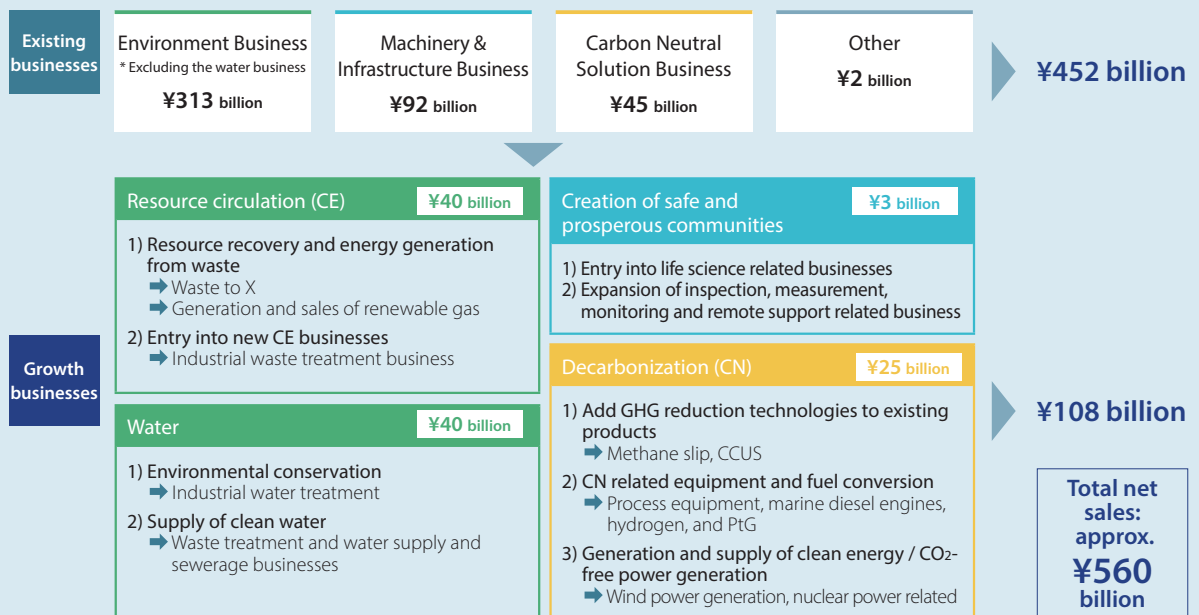 Existing
businesses
Environment Business
* Excluding the water business
¥313 billion
Machinery &
Infrastructure Business
¥92 billion
Carbon Neutral
Solution Business
¥45 billion
Other
¥2 billion
¥452 billion
Growth
businesses
Resource circulation (CE)
¥40 billion
1) Resource recovery and energy generation
from waste
➡ Waste to X
➡ Generation and sales of renewable gas
2) Entry into new CE businesses
➡ Industrial waste treatment business
Water
¥40 billion
1) Environmental conservation
➡ Industrial water treatment
2) Supply of clean water
➡ Waste treatment and water supply and
sewerage businesses
Creation of safe and
prosperous communities
¥3 billion
1) Entry into life science related businesses
2) Expansion of inspection, measurement,
monitoring and remote support related business
Decarbonization (CN)
¥25 billion
1) Add GHG reduction technologies to existing
products
➡ Methane slip, CCUS
2) CN related equipment and fuel conversion
➡ Process equipment, marine diesel engines,
hydrogen, and PtG
3) Generation and supply of clean energy / CO2-
free power generation
➡ Wind power generation, nuclear power related
¥108 billion
Total net
sales:
approx.
¥560
billion